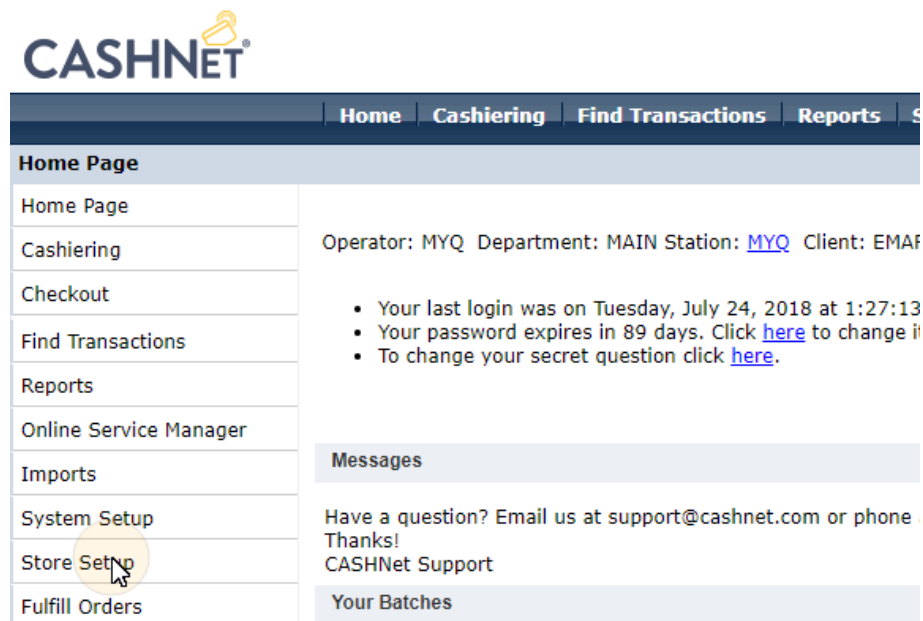 CASHNET®
Home Cashiering Find Transactions Reports
Home Page
Home Page
Cashiering
Checkout
Find Transactions
Reports
Online Service Manager
Imports
System Setup
Store Setup
Fulfill Orders
Operator: MYQ Department: MAIN Station: MYQ Client:
• Your last login was on Tuesday, July 24, 2018 at 1:27:13
• Your password expires in 89 days. Click here to change
• To change your secret question click here.
Messages
Have a question? Email us at support@cashnet.com or phone
Thanks!
CASHNet Support
Your Batches